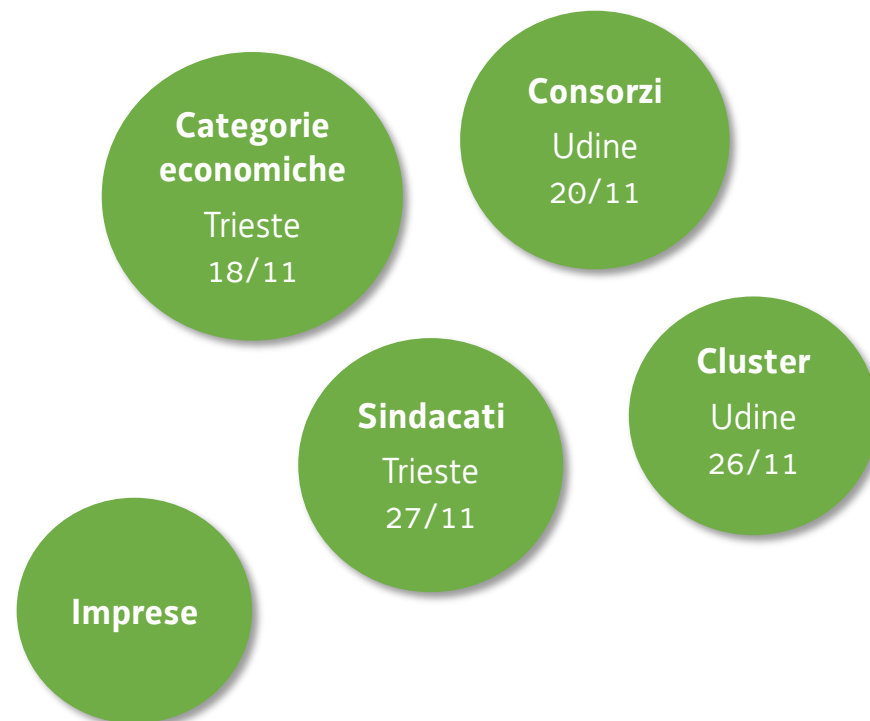 Categorie
economiche
Trieste
18/11
Consorzi
Udine
20/11
Sindacati
Trieste
27/11
Cluster
Udine
26/11
Imprese